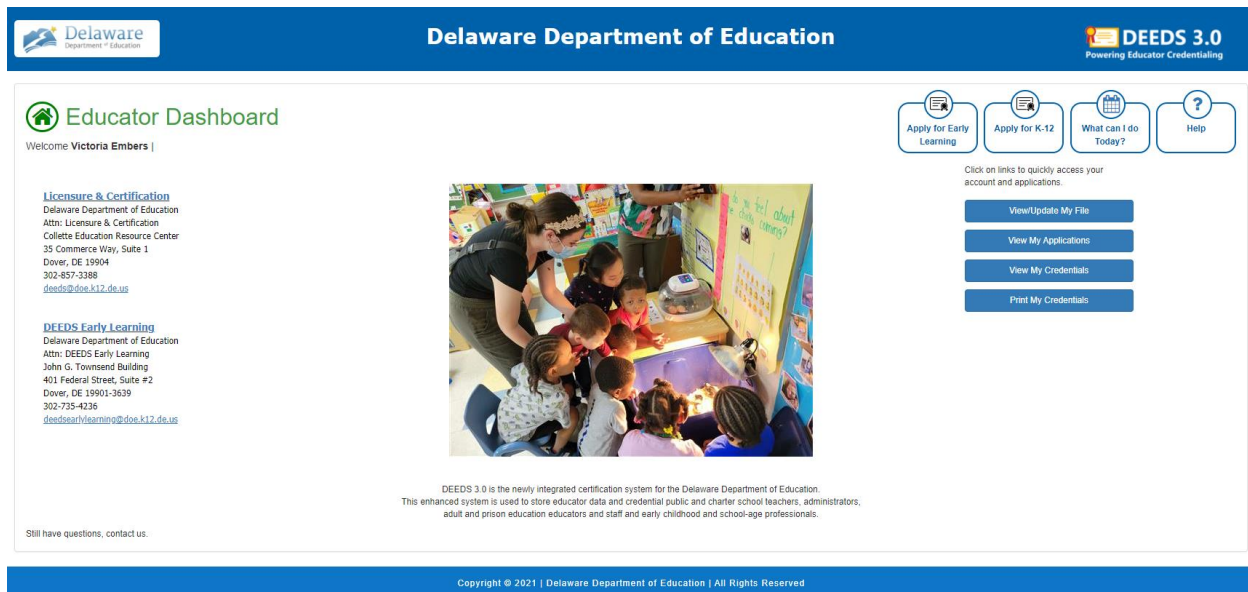 Delaware
Department of Education
Delaware Department of Education
DEEDS 3.0
Powering Educator Credentialing
Educator Dashboard
Welcome Victoria Embers |
Apply for Early
Learning
Apply for K-12
What can I do
Today?
?
Help
Licensure & Certification
Delaware Department of Education
Attn: Licensure & Certification
Collette Education Resource Center
35 Commerce Way, Suite 1
Dover, DE 19904
302-857-3388
deeds@doe.k12.de.us
DEEDS Early Learning
Delaware Department of Education
Attn: DEEDS Early Learning
John G. Townsend Building
401 Federal Street, Suite #2
Dover, DE 19901-3639
302-735-4236
deedsearlylearning@doe.k12.de.us
do you feel about
coming?
Click on links to quickly access your
account and applications.
View/Update My File
View My Applications
View My Credentials
Print My Credentials
DEEDS 3.0 is the newly integrated certification system for the Delaware Department of Education.
This enhanced system is used to store educator data and credential public and charter school teachers, administrators,
adult and prison education educators and staff and early childhood and school-age professionals.
Still have questions, contact us.
Copyright © 2021 | Delaware Department of Education | All Rights Reserved